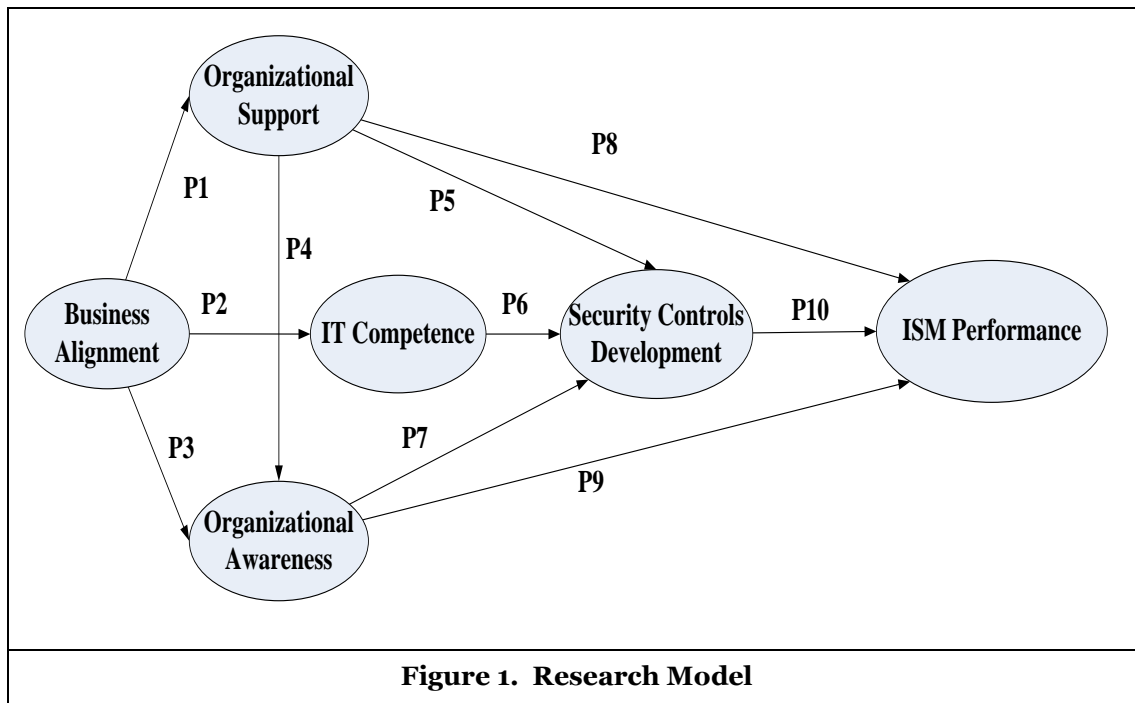 Organizational
Support
P8
P1
P5
P4
Business
Alignment
P2
IT Competence
P6
Security Controls
Development
P10
ISM Performance
P3
P7
P9
Organizational
Awareness
Figure 1. Research Model